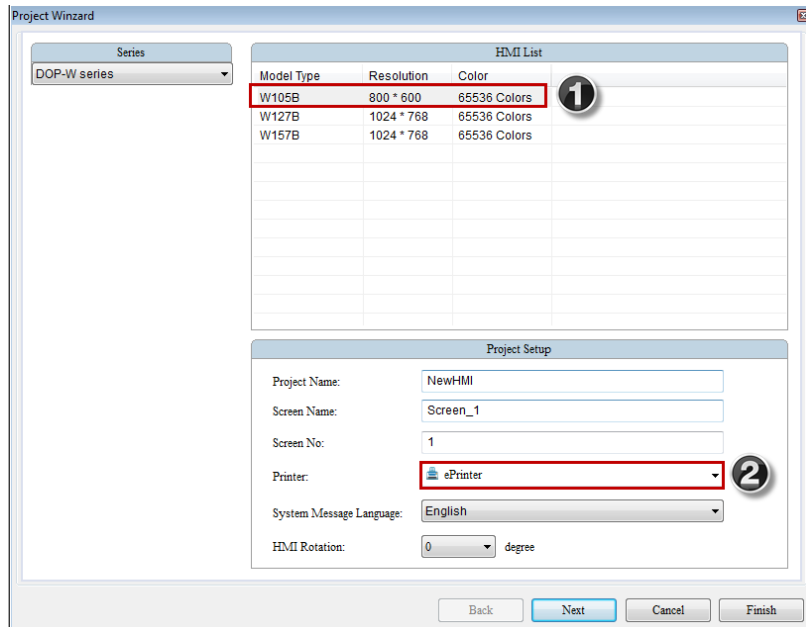 Project Winzard
Series
DOP-W series
HMI List
Model Type Resolution Color
W105B 800 * 600 65536 Colors
W127B 1024 * 768 65536 Colors
W157B 1024 * 768 65536 Colors
1
Project Setup
Project Name: NewHMI
Screen Name: Screen_1
Screen No: 1
Printer: ePrinter
2
System Message Language: English
HMI Rotation: 0 degree
Back Next Cancel Finish